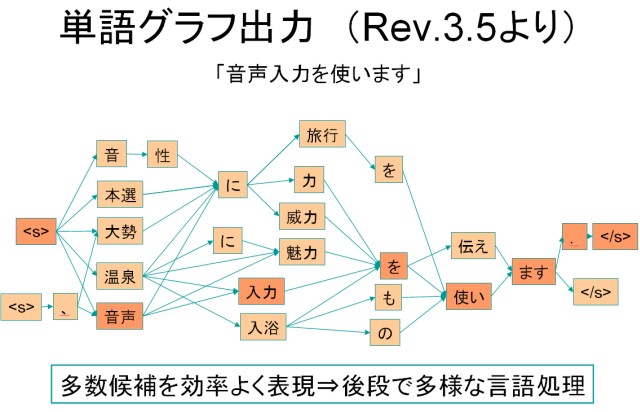 単語グラフ出力 （Rev.3.5より）
「音声入力を使います」
旅行
音 性
を
に
力
本選
威力
<s>
大勢
に
魅力
伝え
. </s>
を
温泉
ます
入力
<s> 、
音声
も
使い
</s>
入浴
の
多数候補を効率よく表現⇒後段で多様な言語処理